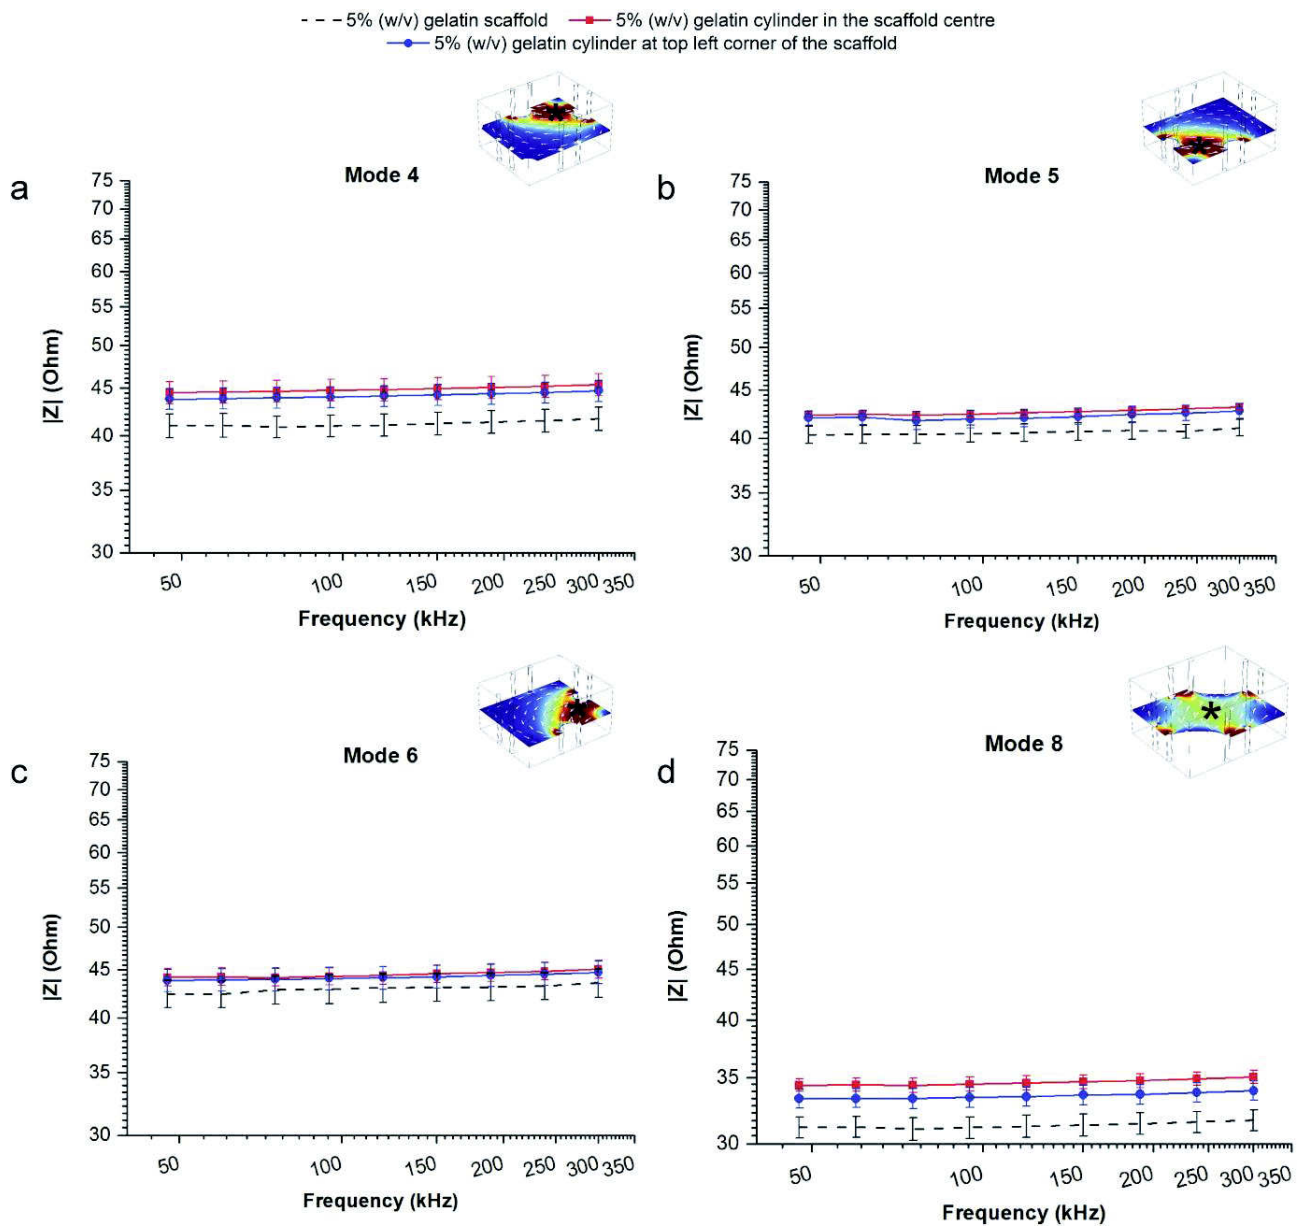 5% (w/v) gelatin scaffold 5% (w/v) gelatin cylinder in the scaffold centre
5% (w/v) gelatin cylinder at top left corner of the scaffold
*
*
Mode 4
Mode 5
a
b
75
70
65
60
55
50
45
40
35
30
|Z| (Ohm)
50 100 150 200 250 300 350
Frequency (kHz)
75
70
65
60
55
50
45
40
35
30
|Z| (Ohm)
50 100 150 200 250 300 350
Frequency (kHz)
*
*
Mode 6
Mode 8
c
d
75
70
65
60
55
50
45
40
35
30
|Z| (Ohm)
50 100 150 200 250 300 350
Frequency (kHz)
75
70
65
60
55
50
45
40
35
30
|Z| (Ohm)
50 100 150 200 250 300 350
Frequency (kHz)